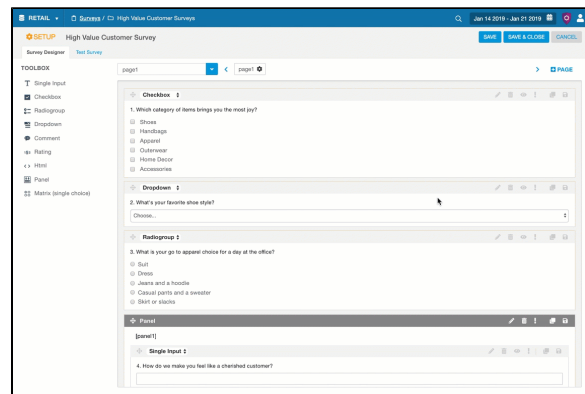 RETAIL
Surveys / High Value Customer Surveys
Jan 14 2019 - Jan 21 2019
SETUP High Value Customer Survey
SAVE
SAVE & CLOSE
CANCEL
Survey Designer
Test Survey
TOOLBOX
Single Input
Checkbox
Radiogroup
Dropdown
Comment
Rating
Html
Panel
Matrix (single choice)
page1
page1
PAGE
Checkbox
1. Which category of items brings you the most joy?
Shoes
Handbags
Apparel
Outerwear
Home Decor
Accessories
Dropdown
2. What's your favorite shoe style?
Choose...
Radiogroup
3. What is your go to apparel choice for a day at the office?
Suit
Dress
Jeans and a hoodie
Casual pants and a sweater
Skirt or slacks
Panel
[panel1]
Single Input
4. How do we make you feel like a cherished customer?